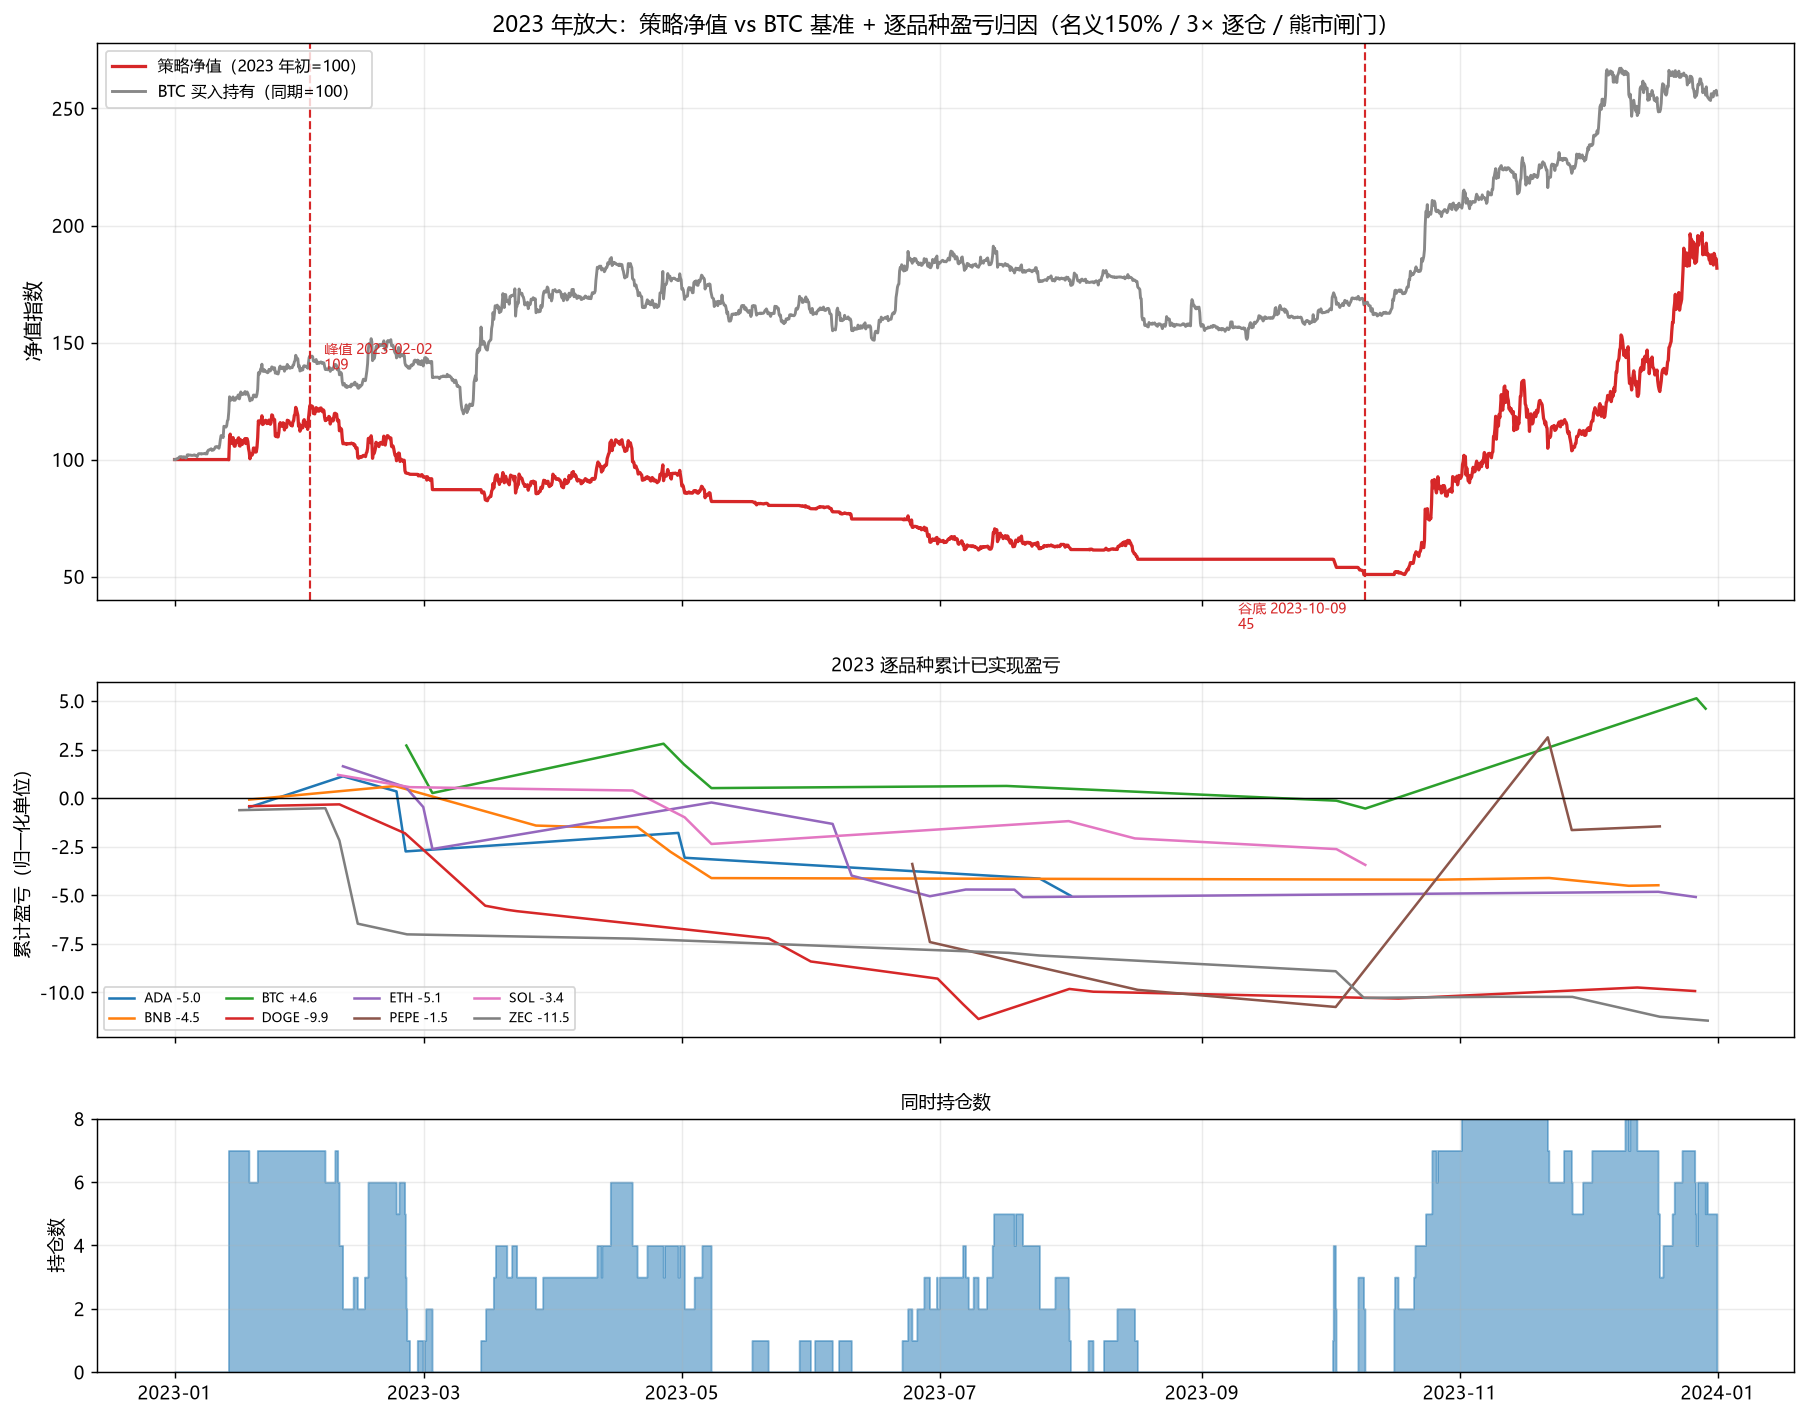 2023 年放大：策略净值 vs BTC 基准 + 逐品种盈亏归因（名义150% / 3× 逐仓 / 熊市闸门）
策略净值（2023 年初=100）
BTC 买入持有（同期=100）
净值指数
250
200
150
100
50
峰值 2023-02-02
109
谷底 2023-10-09
45
2023 逐品种累计已实现盈亏
累计盈亏（归一化单位）
5.0
2.5
0.0
-2.5
-5.0
-7.5
-10.0
ADA -5.0
BTC +4.6
ETH -5.1
SOL -3.4
BNB -4.5
DOGE -9.9
PEPE -1.5
ZEC -11.5
同时持仓数
持仓数
8
6
4
2
0
2023-01
2023-03
2023-05
2023-07
2023-09
2023-11
2024-01